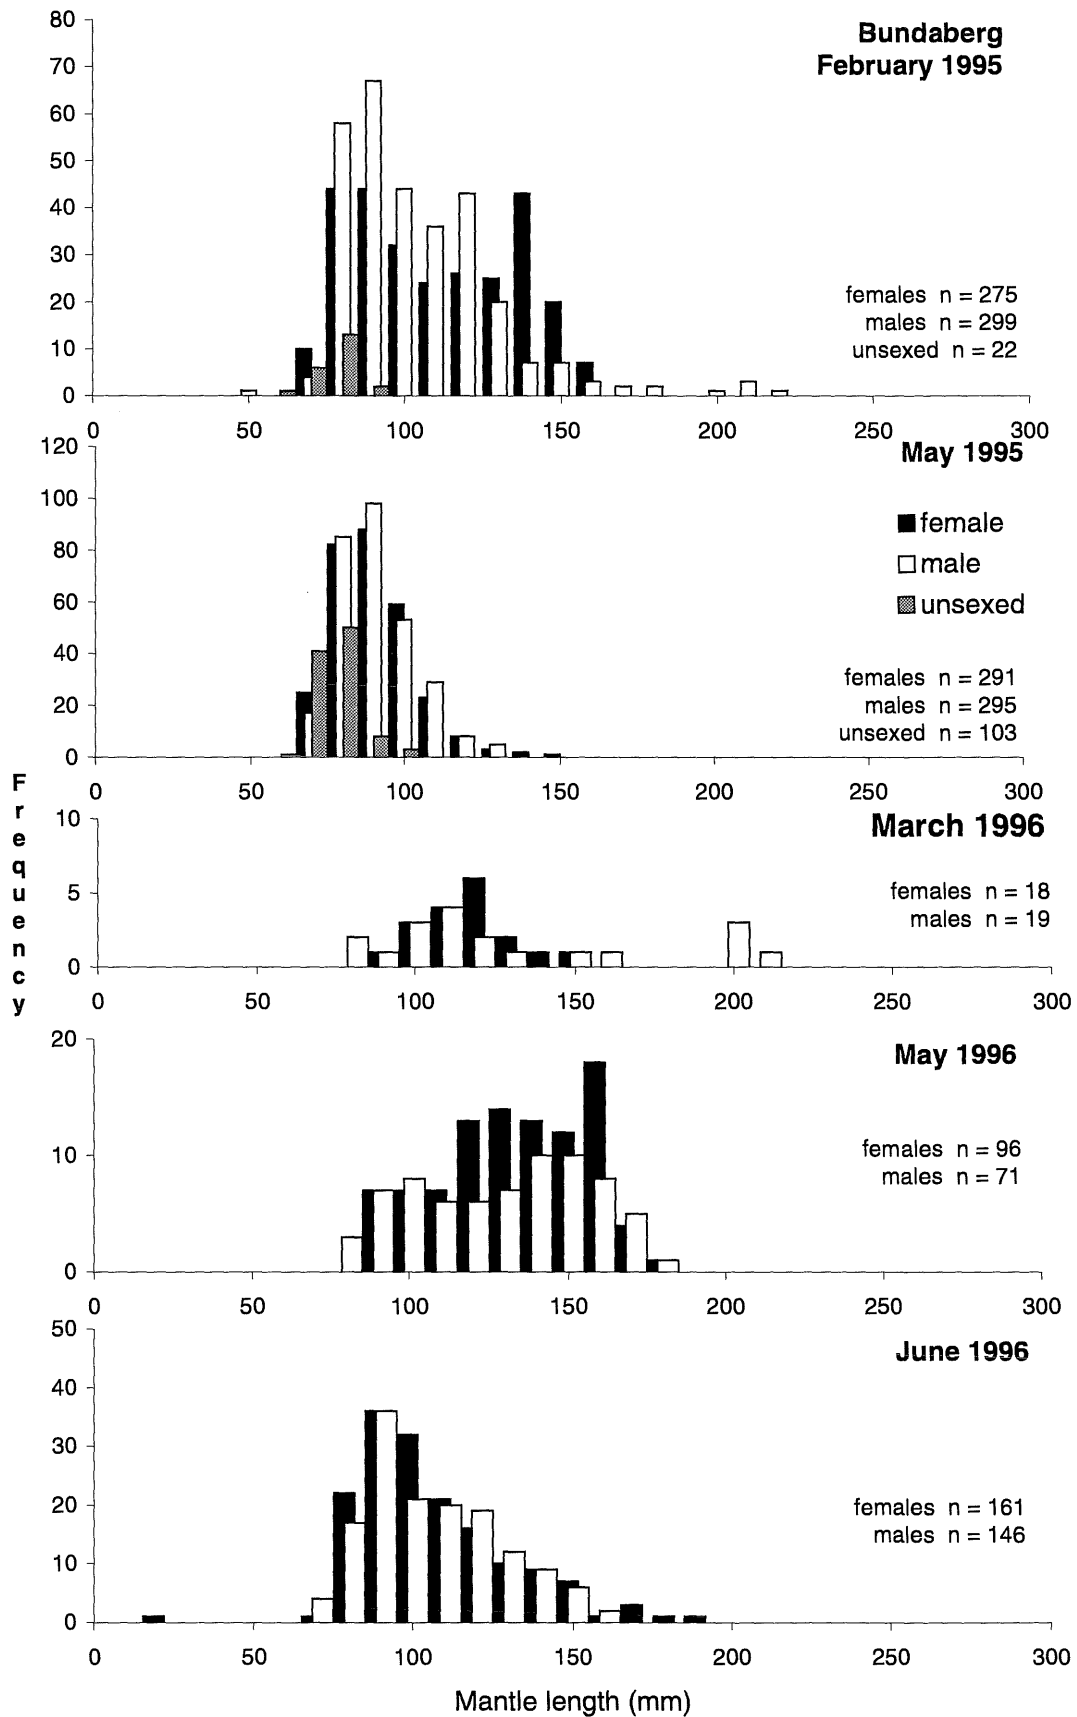 Bundaberg
February 1995
80
70
60
50
40
30
20
10
0
females n = 275
males n = 299
unsexed n = 22
0 50 100 150 200 250 300
May 1995
120
100
80
60
40
20
0
female
male
unsexed
females n = 291
males n = 295
unsexed n = 103
0 50 100 150 200 250 300
Frequency
March 1996
10
5
0
females n = 18
males n = 19
0 50 100 150 200 250 300
May 1996
20
10
0
females n = 96
males n = 71
0 50 100 150 200 250 300
June 1996
50
40
30
20
10
0
females n = 161
males n = 146
0 50 100 150 200 250 300
Mantle length (mm)